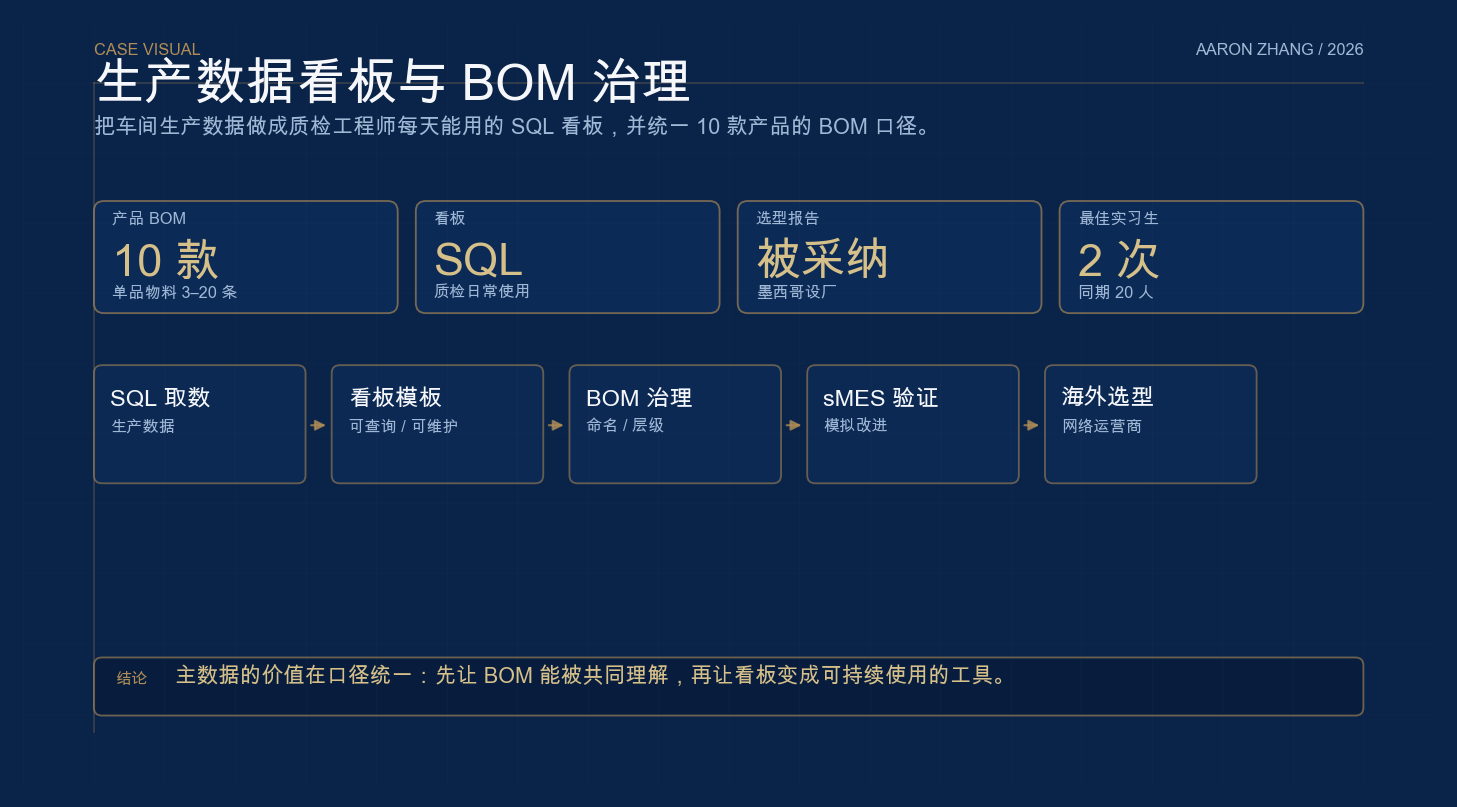 CASE VISUAL
AARON ZHANG / 2026
生产数据看板与 BOM 治理
把车间生产数据做成质检工程师每天能用的 SQL 看板，并统一 10 款产品的 BOM 口径。
产品 BOM
10 款
单品物料 3–20 条
看板
SQL
质检日常使用
选型报告
被采纳
墨西哥设厂
最佳实习生
2 次
同期 20 人
SQL 取数
生产数据
看板模板
可查询 / 可维护
BOM 治理
命名 / 层级
sMES 验证
模拟改进
海外选型
网络运营商
结论
主数据的价值在口径统一：先让 BOM 能被共同理解，再让看板变成可持续使用的工具。